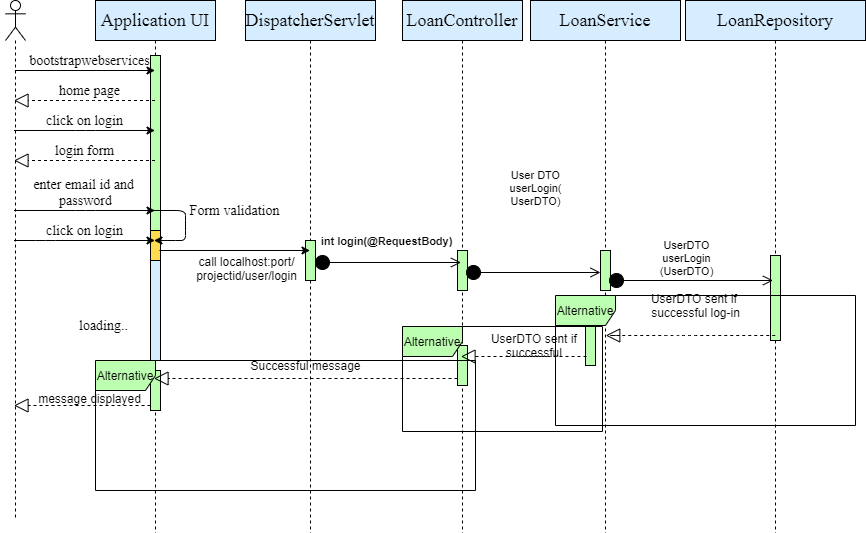 Application UI
DispatcherServlet
LoanController
LoanService
LoanRepository
bootstrapwebservices
home page
click on login
login form
enter email id and
password
Form validation
click on login
call localhost:port/
projectid/user/login
int login(@RequestBody)
User DTO
userLogin(
UserDTO)
UserDTO
userLogin
(UserDTO)
Alternative
UserDTO sent if
successful log-in
loading..
Alternative
UserDTO sent if
successful
Alternative
Successful message
message displayed